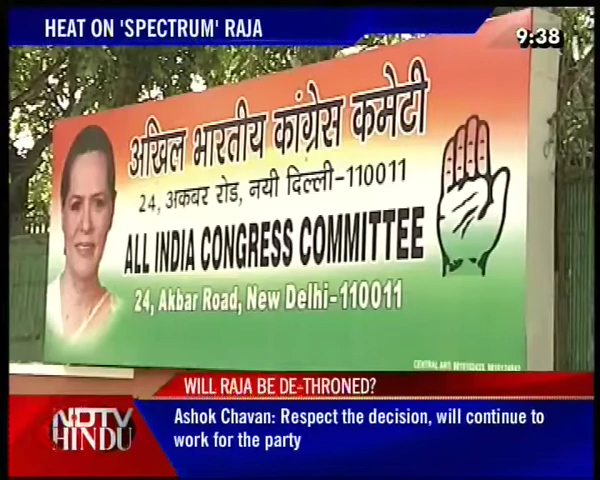 HEAT ON 'SPECTRUM' RAJA
9:38
अखिल भारतीय कांग्रेस कमेटी
24, अकबर रोड, नयी दिल्ली-110011
ALL INDIA CONGRESS COMMITTEE
24, Akbar Road, New Delhi-110011
WILL RAJA BE DE-THRONED?
NDTV
HINDU
Ashok Chavan: Respect the decision, will continue to
work for the party